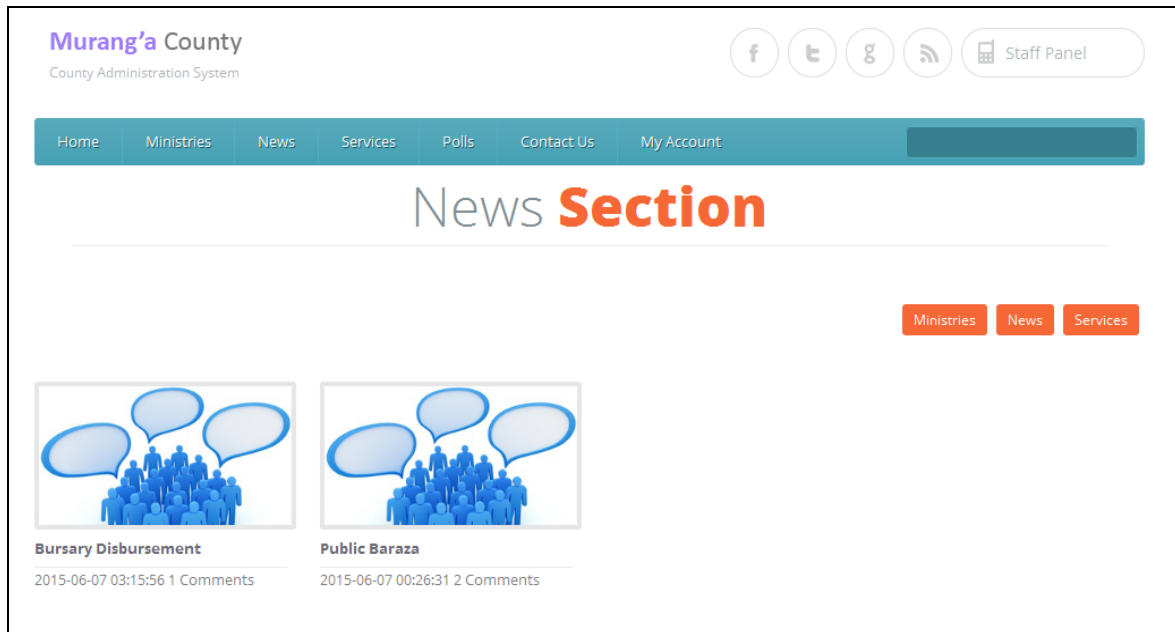 Murang'a County
County Administration System
Staff Panel
Home Ministries News Services Polls Contact Us My Account
News Section
Ministries News Services
Bursary Disbursement
2015-06-07 03:15:56 1 Comments
Public Baraza
2015-06-07 00:26:31 2 Comments